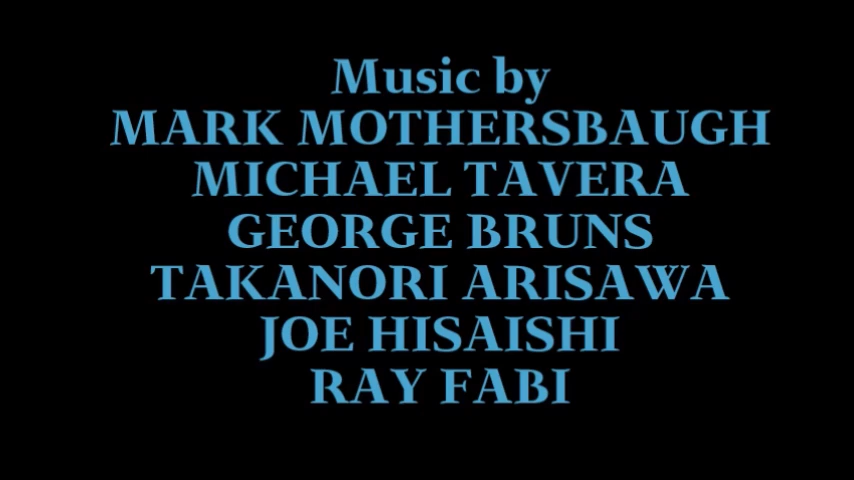 Music by
MARK MOTHERSBAUGH
MICHAEL TAVERA
GEORGE BRUNS
TAKANORI ARISAWA
JOE HISAISHI
RAY FABI